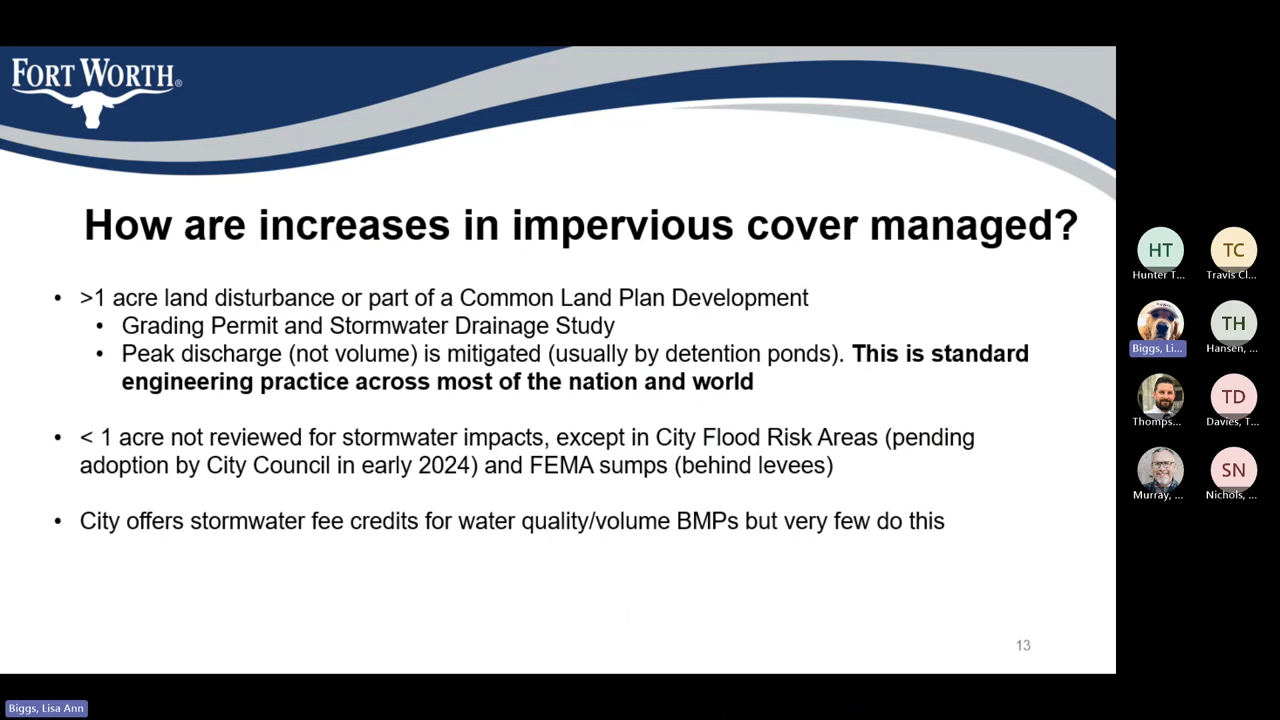 FORT WORTH®
How are increases in impervious cover managed?
• >1 acre land disturbance or part of a Common Land Plan Development
• Grading Permit and Stormwater Drainage Study
• Peak discharge (not volume) is mitigated (usually by detention ponds). This is standard
engineering practice across most of the nation and world
• < 1 acre not reviewed for stormwater impacts, except in City Flood Risk Areas (pending
adoption by City Council in early 2024) and FEMA sumps (behind levees)
• City offers stormwater fee credits for water quality/volume BMPs but very few do this
13
HT
TC
Hunter T...
Travis Cl...
TH
Biggs, Li...
Hansen, ...
TD
Thomps...
Davies, T...
SN
Murray, ...
Nichols, ...
Biggs, Lisa Ann